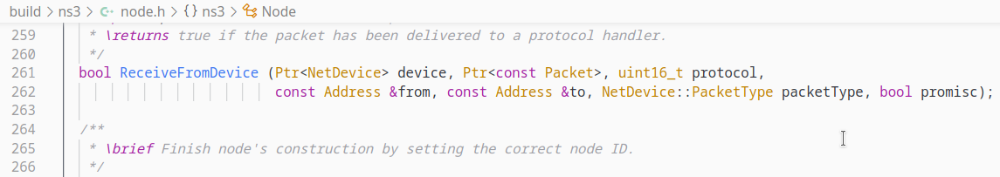 build > ns3 > node.h > {} ns3 > Node
259 * \returns true if the packet has been delivered to a protocol handler.
260 */
261 bool ReceiveFromDevice (Ptr<NetDevice> device, Ptr<const Packet>, uint16_t protocol,
262 const Address &from, const Address &to, NetDevice::PacketType packetType, bool promisc);
263
264 /**
265 * \brief Finish node's construction by setting the correct node ID.
266 */